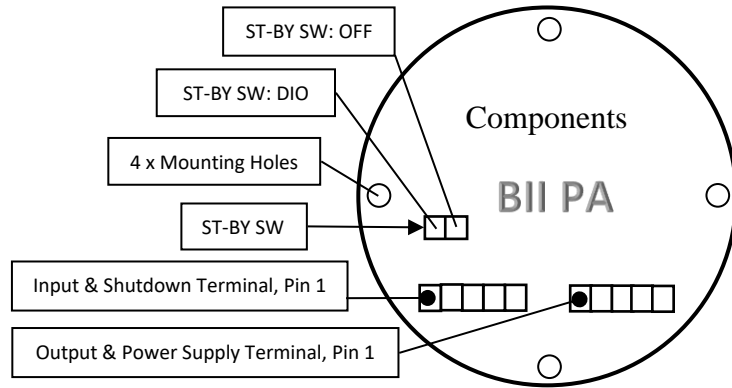 ST-BY SW: OFF
ST-BY SW: DIO
Components
4 x Mounting Holes
BII PA
ST-BY SW
Input & Shutdown Terminal, Pin 1
Output & Power Supply Terminal, Pin 1